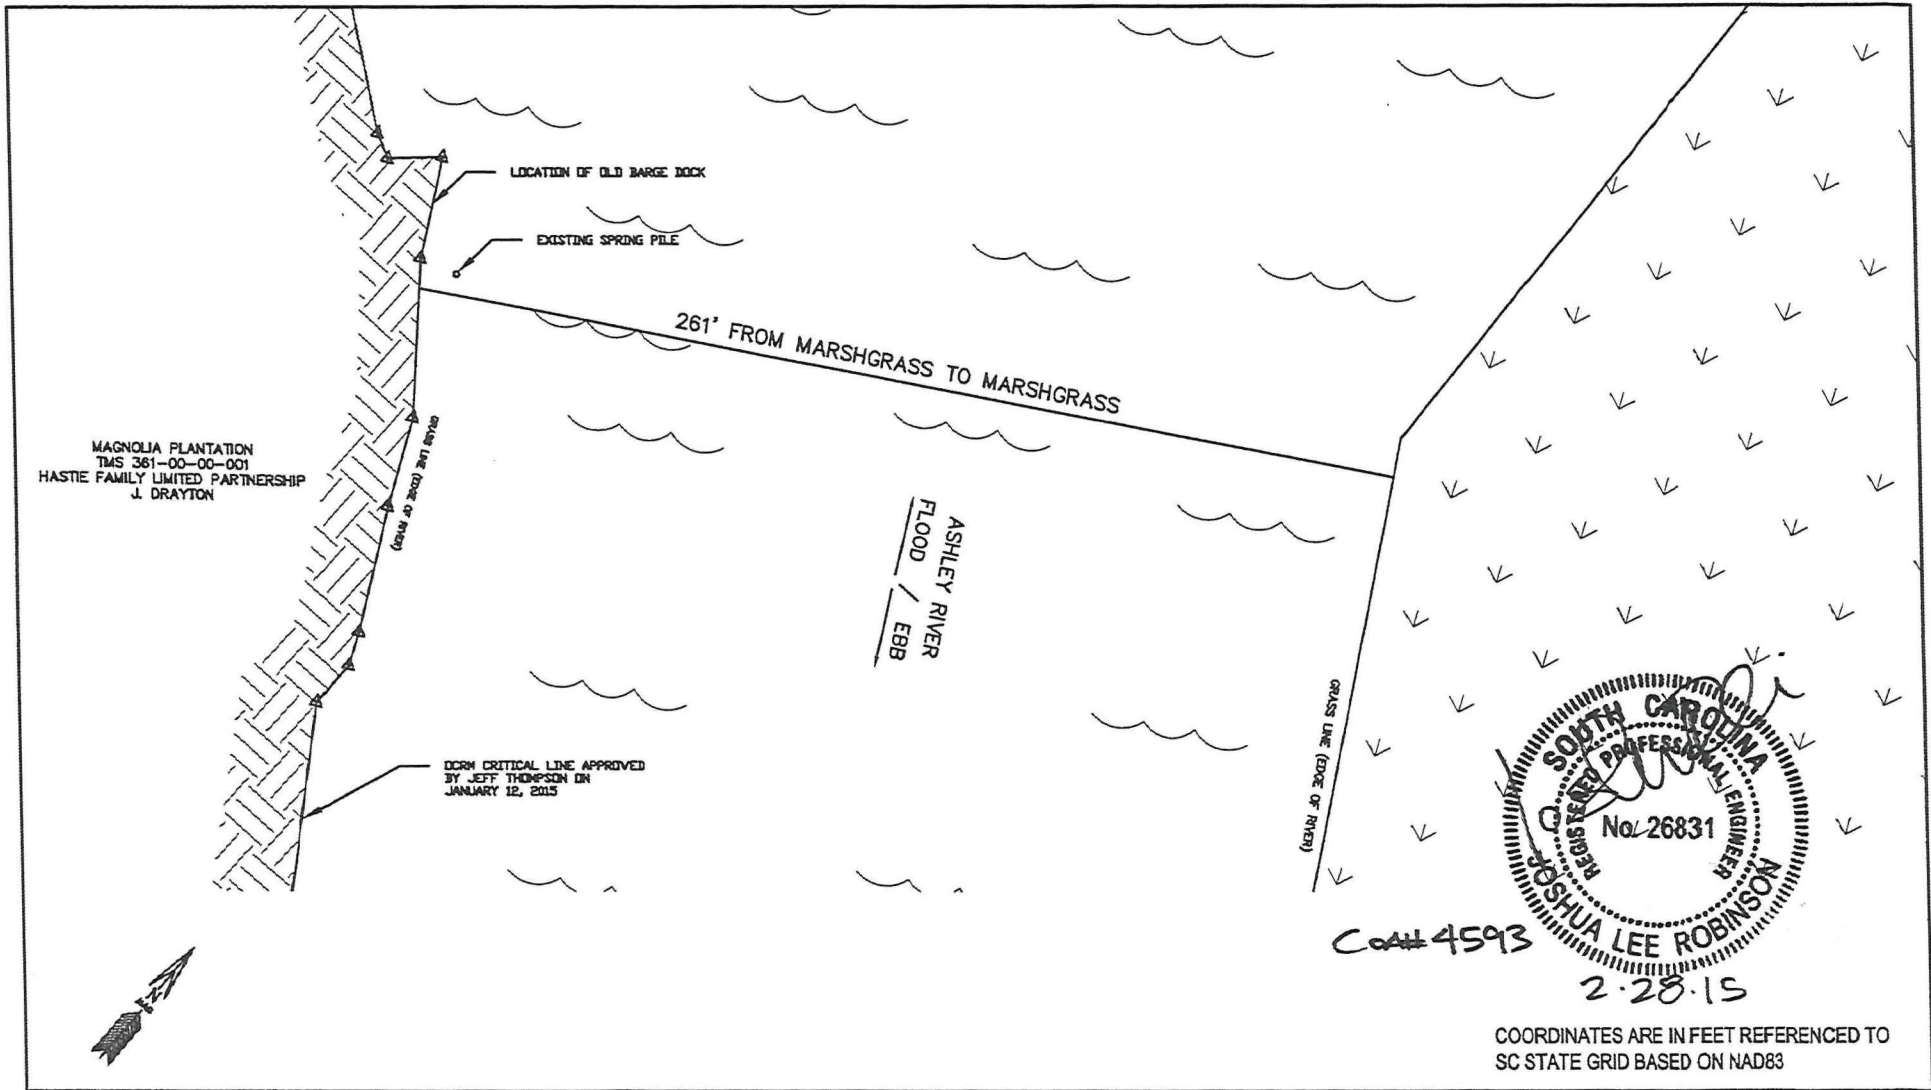 LOCATION OF OLD BARGE DOCK
EXISTING SPRING PILE
261' FROM MARSHGRASS TO MARSHGRASS
MAGNOLIA PLANTATION
TMS 361-00-00-001
HASTIE FAMILY LIMITED PARTNERSHIP
J. DRAYTON
GRASS LINE (EDGE OF RIVER)
ASHLEY RIVER
FLOOD / EBB
GRASS LINE (EDGE OF RIVER)
OCRM CRITICAL LINE APPROVED
BY JEFF THOMPSON ON
JANUARY 12, 2015
SOUTH CAROLINA
REGISTERED PROFESSIONAL ENGINEER
No. 26831
JOSHUA LEE ROBINSON
CoA# 4593
2.28.15
COORDINATES ARE IN FEET REFERENCED TO
SC STATE GRID BASED ON NAD83